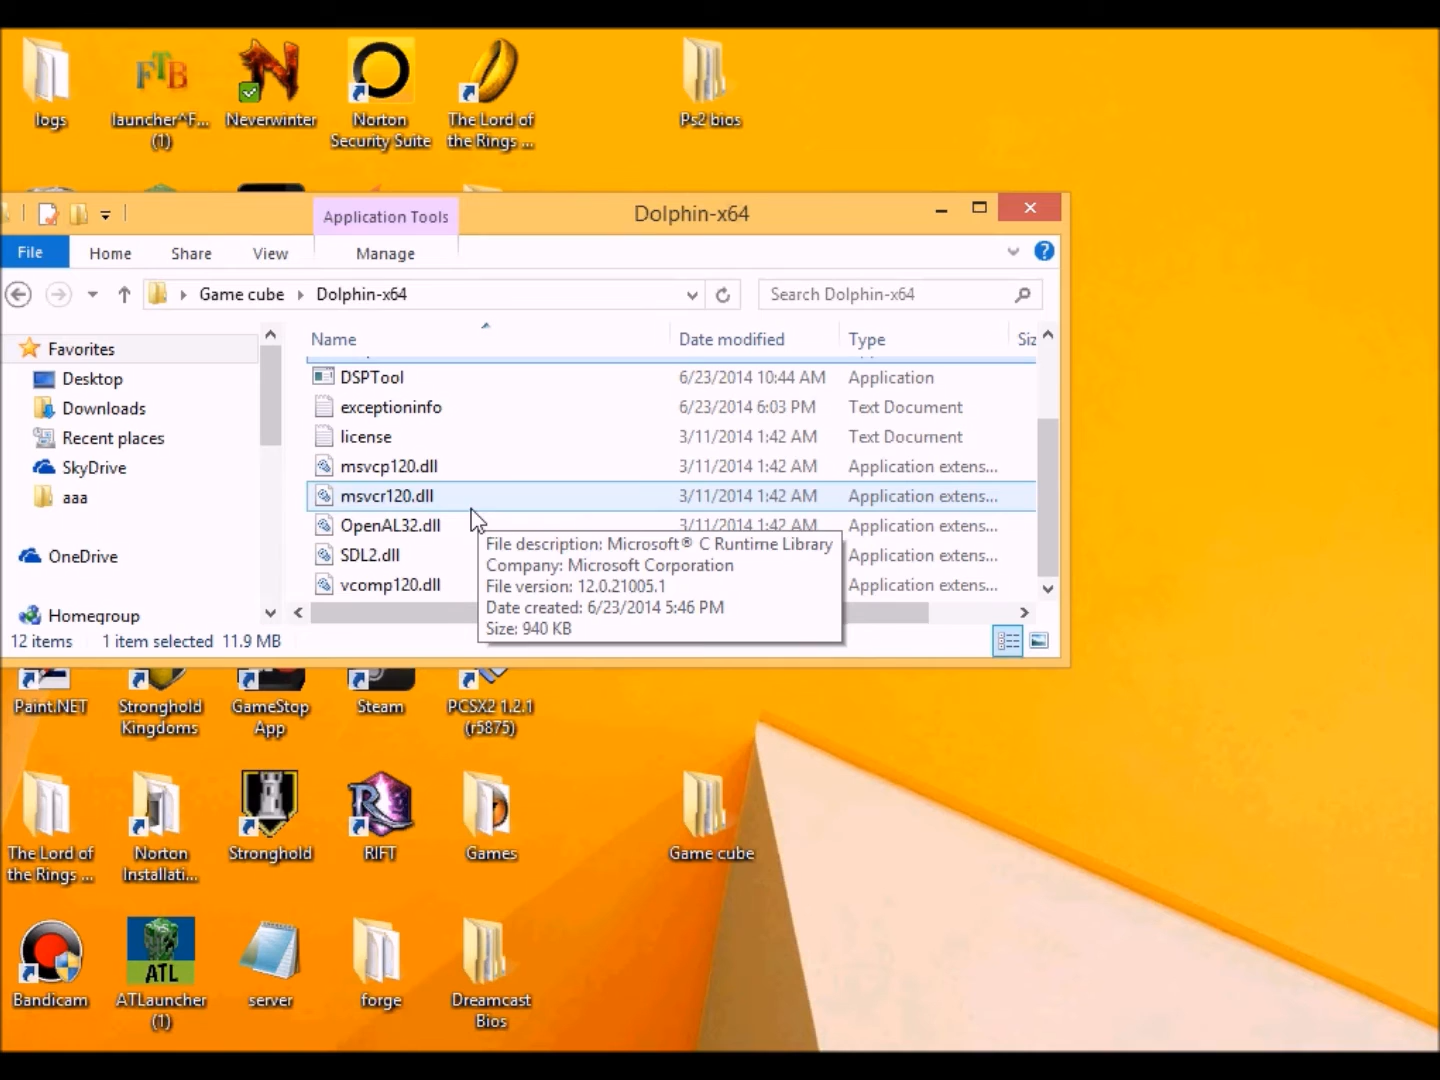 logs
launcher^F...
(1)
Neverwinter
Norton
Security Suite
The Lord of
the Rings ...
Ps2 bios
Application Tools
Dolphin-x64
File
Home
Share
View
Manage
Game cube
Dolphin-x64
Search Dolphin-x64
Favorites
Desktop
Downloads
Recent places
SkyDrive
aaa
OneDrive
Homegroup
Name
Date modified
Type
Siz
DSPTool
6/23/2014 10:44 AM
Application
exceptioninfo
6/23/2014 6:03 PM
Text Document
license
3/11/2014 1:42 AM
Text Document
msvcp120.dll
3/11/2014 1:42 AM
Application extens...
msvcr120.dll
3/11/2014 1:42 AM
Application extens...
OpenAL32.dll
3/11/2014 1:42 AM
Application extens...
SDL2.dll
Application extens...
vcomp120.dll
Application extens...
File description: Microsoft® C Runtime Library
Company: Microsoft Corporation
File version: 12.0.21005.1
Date created: 6/23/2014 5:46 PM
Size: 940 KB
12 items
1 item selected 11.9 MB
Paint.NET
Stronghold
Kingdoms
GameStop
App
Steam
PCSX2 1.2.1
(r5875)
The Lord of
the Rings ...
Norton
Installati...
Stronghold
RIFT
Games
Game cube
Bandicam
ATL
ATLauncher
(1)
server
forge
Dreamcast
Bios